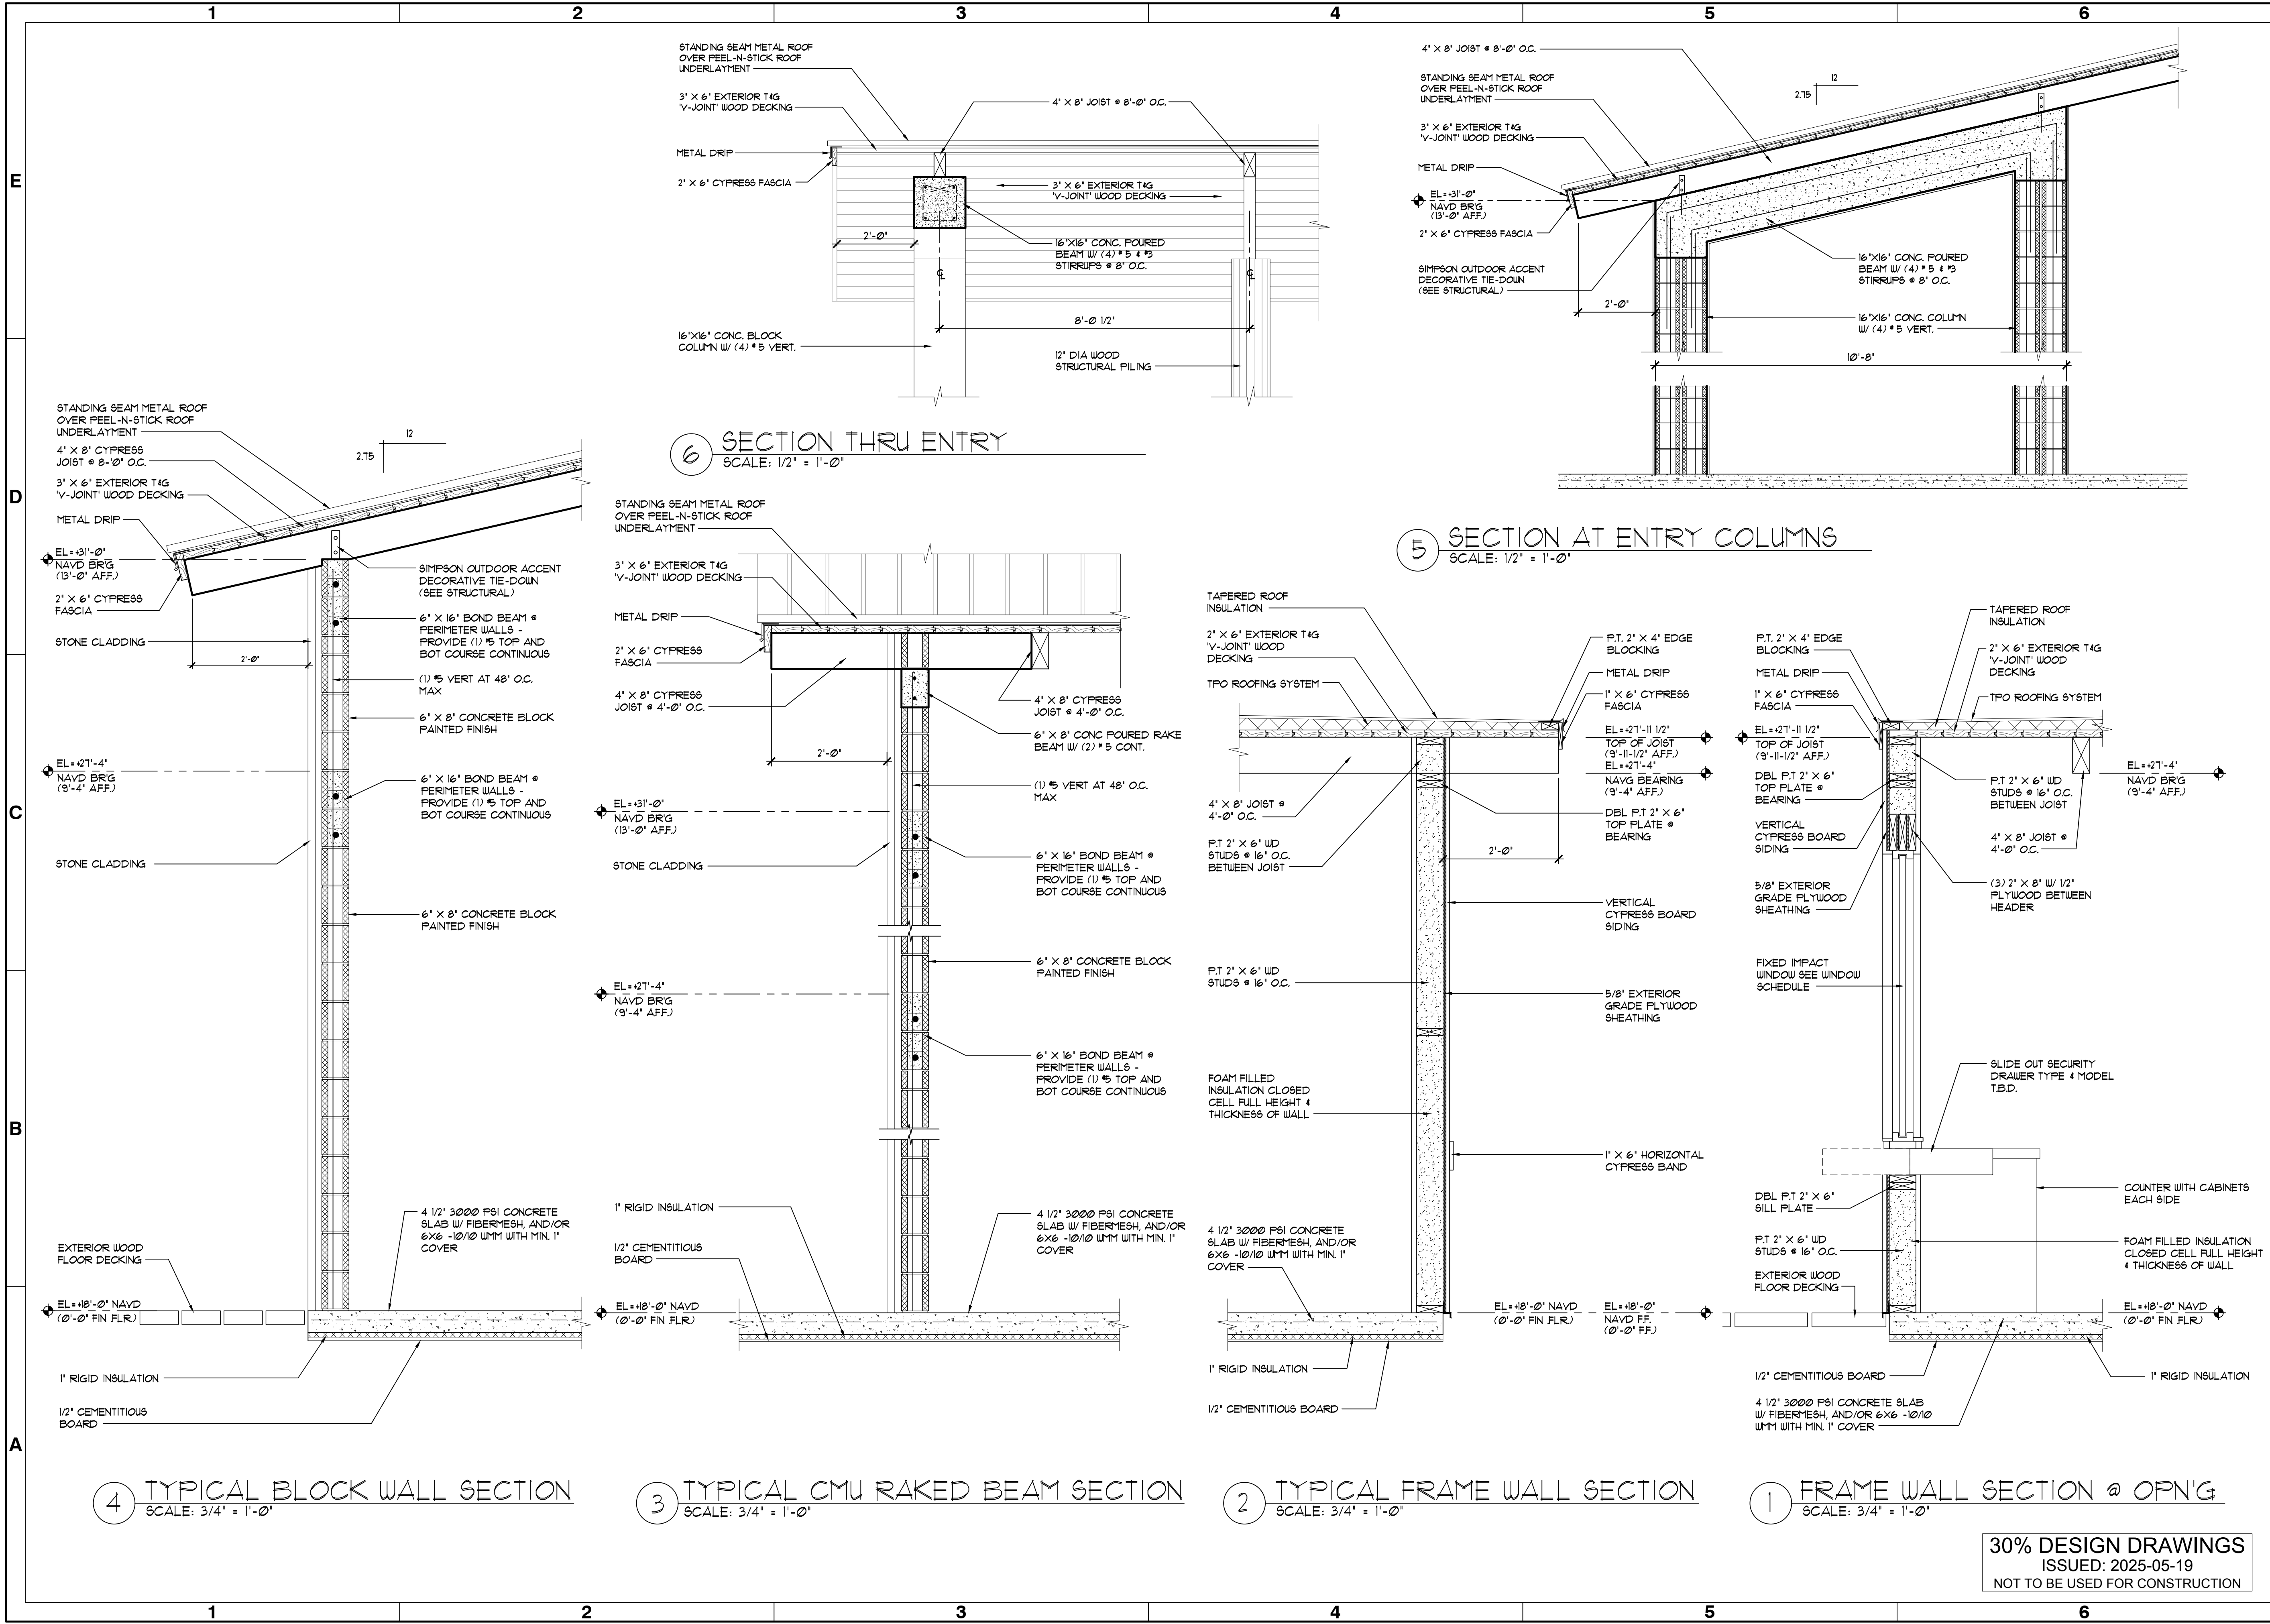 1 2 3 4 5 6
E
D
C
B
A
STANDING SEAM METAL ROOF
OVER PEEL-N-STICK ROOF
UNDERLAYMENT
3" X 6" EXTERIOR T&G
'V-JOINT' WOOD DECKING
METAL DRIP
2" X 6" CYPRESS FASCIA
4" X 8" JOIST @ 8'-0" O.C.
3" X 6" EXTERIOR T&G
'V-JOINT' WOOD DECKING
2'-0"
16"X16" CONC. POURED
BEAM W/ (4) # 5 & #3
STIRRUPS @ 8" O.C.
℄
℄
8'-0 1/2"
16"X16" CONC. BLOCK
COLUMN W/ (4) # 5 VERT.
12" DIA WOOD
STRUCTURAL PILING
6
SECTION THRU ENTRY
SCALE: 1/2" = 1'-0"
4" X 8" JOIST @ 8'-0" O.C.
STANDING SEAM METAL ROOF
OVER PEEL-N-STICK ROOF
UNDERLAYMENT
12
2.75
3" X 6" EXTERIOR T&G
'V-JOINT' WOOD DECKING
METAL DRIP
EL=+31'-0"
NAVD BR'G
(13'-0" A.F.F.)
2" X 6" CYPRESS FASCIA
SIMPSON OUTDOOR ACCENT
DECORATIVE TIE-DOWN
(SEE STRUCTURAL)
2'-0"
16"X16" CONC. POURED
BEAM W/ (4) # 5 & #3
STIRRUPS @ 8" O.C.
16"X16" CONC. COLUMN
W/ (4) # 5 VERT.
10'-8"
5
SECTION AT ENTRY COLUMNS
SCALE: 1/2" = 1'-0"
STANDING SEAM METAL ROOF
OVER PEEL-N-STICK ROOF
UNDERLAYMENT
4" X 8" CYPRESS
JOIST @ 8-'0" O.C.
3" X 6" EXTERIOR T&G
'V-JOINT' WOOD DECKING
METAL DRIP
12
2.75
EL=+31'-0"
NAVD BR'G
(13'-0" A.F.F.)
2" X 6" CYPRESS
FASCIA
STONE CLADDING
2'-0"
SIMPSON OUTDOOR ACCENT
DECORATIVE TIE-DOWN
(SEE STRUCTURAL)
6" X 16" BOND BEAM @
PERIMETER WALLS -
PROVIDE (1) #5 TOP AND
BOT COURSE CONTINUOUS
(1) #5 VERT AT 48" O.C.
MAX
6" X 8" CONCRETE BLOCK
PAINTED FINISH
EL=+27'-4"
NAVD BR'G
(9'-4" A.F.F.)
6" X 16" BOND BEAM @
PERIMETER WALLS -
PROVIDE (1) #5 TOP AND
BOT COURSE CONTINUOUS
STONE CLADDING
6" X 8" CONCRETE BLOCK
PAINTED FINISH
4 1/2" 3000 PSI CONCRETE
SLAB W/ FIBERMESH, AND/OR
6X6 -10/10 WMM WITH MIN. 1"
COVER
EXTERIOR WOOD
FLOOR DECKING
EL=+18'-0" NAVD
(0'-0" FIN .FLR.)
1" RIGID INSULATION
1/2" CEMENTITIOUS
BOARD
4
TYPICAL BLOCK WALL SECTION
SCALE: 3/4" = 1'-0"
STANDING SEAM METAL ROOF
OVER PEEL-N-STICK ROOF
UNDERLAYMENT
3" X 6" EXTERIOR T&G
'V-JOINT' WOOD DECKING
METAL DRIP
2" X 6" CYPRESS
FASCIA
4" X 8" CYPRESS
JOIST @ 4'-0" O.C.
2'-0"
4" X 8" CYPRESS
JOIST @ 4'-0" O.C.
6" X 8" CONC POURED RAKE
BEAM W/ (2) # 5 CONT.
(1) #5 VERT AT 48" O.C.
MAX
EL=+31'-0"
NAVD BR'G
(13'-0" A.F.F.)
STONE CLADDING
6" X 16" BOND BEAM @
PERIMETER WALLS -
PROVIDE (1) #5 TOP AND
BOT COURSE CONTINUOUS
6" X 8" CONCRETE BLOCK
PAINTED FINISH
EL=+27'-4"
NAVD BR'G
(9'-4" A.F.F.)
6" X 16" BOND BEAM @
PERIMETER WALLS -
PROVIDE (1) #5 TOP AND
BOT COURSE CONTINUOUS
1" RIGID INSULATION
1/2" CEMENTITIOUS
BOARD
4 1/2" 3000 PSI CONCRETE
SLAB W/ FIBERMESH, AND/OR
6X6 -10/10 WMM WITH MIN. 1"
COVER
EL=+18'-0" NAVD
(0'-0" FIN .FLR.)
3
TYPICAL CMU RAKED BEAM SECTION
SCALE: 3/4" = 1'-0"
TAPERED ROOF
INSULATION
2" X 6" EXTERIOR T&G
'V-JOINT' WOOD
DECKING
TPO ROOFING SYSTEM
P.T. 2" X 4" EDGE
BLOCKING
METAL DRIP
1" X 6" CYPRESS
FASCIA
EL=+27'-11 1/2"
TOP OF JOIST
(9'-11-1/2" A.F.F.)
EL=+27'-4"
NAVG BEARING
(9'-4" A.F.F.)
4" X 8" JOIST @
4'-0" O.C.
P.T 2" X 6" WD
STUDS @ 16" O.C.
BETWEEN JOIST
DBL P.T 2" X 6"
TOP PLATE @
BEARING
2'-0"
VERTICAL
CYPRESS BOARD
SIDING
P.T 2" X 6" WD
STUDS @ 16" O.C.
5/8" EXTERIOR
GRADE PLYWOOD
SHEATHING
FOAM FILLED
INSULATION CLOSED
CELL FULL HEIGHT &
THICKNESS OF WALL
1" X 6" HORIZONTAL
CYPRESS BAND
4 1/2" 3000 PSI CONCRETE
SLAB W/ FIBERMESH, AND/OR
6X6 -10/10 WMM WITH MIN. 1"
COVER
EL=+18'-0" NAVD
(0'-0" FIN .FLR.)
EL=+18'-0"
NAVD F.F.
(0'-0" F.F.)
1" RIGID INSULATION
1/2" CEMENTITIOUS BOARD
2
TYPICAL FRAME WALL SECTION
SCALE: 3/4" = 1'-0"
P.T. 2" X 4" EDGE
BLOCKING
METAL DRIP
1" X 6" CYPRESS
FASCIA
EL=+27'-11 1/2"
TOP OF JOIST
(9'-11-1/2" A.F.F.)
DBL P.T 2" X 6"
TOP PLATE @
BEARING
VERTICAL
CYPRESS BOARD
SIDING
5/8" EXTERIOR
GRADE PLYWOOD
SHEATHING
FIXED IMPACT
WINDOW SEE WINDOW
SCHEDULE
TAPERED ROOF
INSULATION
2" X 6" EXTERIOR T&G
'V-JOINT' WOOD
DECKING
TPO ROOFING SYSTEM
EL=+27'-4"
NAVD BR'G
(9'-4" A.F.F.)
P.T 2" X 6" WD
STUDS @ 16" O.C.
BETWEEN JOIST
4" X 8" JOIST @
4'-0" O.C.
(3) 2" X 8" W/ 1/2"
PLYWOOD BETWEEN
HEADER
SLIDE OUT SECURITY
DRAWER TYPE & MODEL
T.B.D.
DBL P.T 2" X 6"
SILL PLATE
P.T 2" X 6" WD
STUDS @ 16" O.C.
EXTERIOR WOOD
FLOOR DECKING
COUNTER WITH CABINETS
EACH SIDE
FOAM FILLED INSULATION
CLOSED CELL FULL HEIGHT
& THICKNESS OF WALL
EL=+18'-0" NAVD
(0'-0" FIN .FLR.)
1/2" CEMENTITIOUS BOARD
1" RIGID INSULATION
4 1/2" 3000 PSI CONCRETE SLAB
W/ FIBERMESH, AND/OR 6X6 -10/10
WMM WITH MIN. 1" COVER
1
FRAME WALL SECTION @ OPN'G
SCALE: 3/4" = 1'-0"
30% DESIGN DRAWINGS
ISSUED: 2025-05-19
NOT TO BE USED FOR CONSTRUCTION
1 2 3 4 5 6